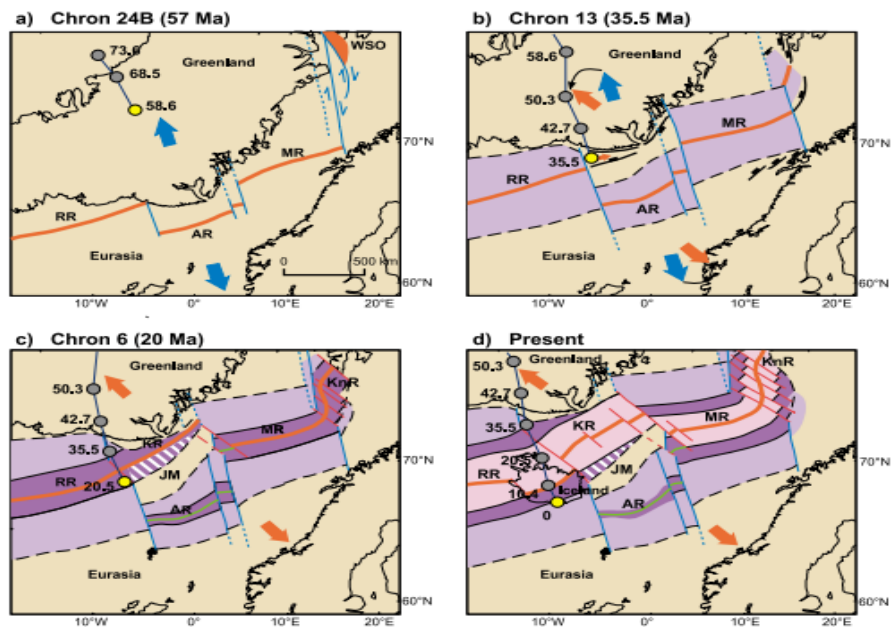 a) Chron 24B (57 Ma)
WSO
73.6
Greenland
68.5
58.6
70°N
MR
RR
AR
Eurasia
0 500 km
60°N
10°W 0° 10°E 20°E
b) Chron 13 (35.5 Ma)
58.6
Greenland
50.3
42.7
MR
70°N
35.5
RR
AR
Eurasia
60°N
10°W 0° 10°E 20°E
c) Chron 6 (20 Ma)
Greenland
KnR
50.3
42.7
MR
KR
35.5
70°N
JM
RR
20.5
AR
Eurasia
60°N
10°W 0° 10°E 20°E
d) Present
50.3
Greenland
KnR
42.7
MR
KR
35.5
70°N
20.5
JM
RR
10.4
Iceland
AR
0
Eurasia
60°N
10°W 0° 10°E 20°E